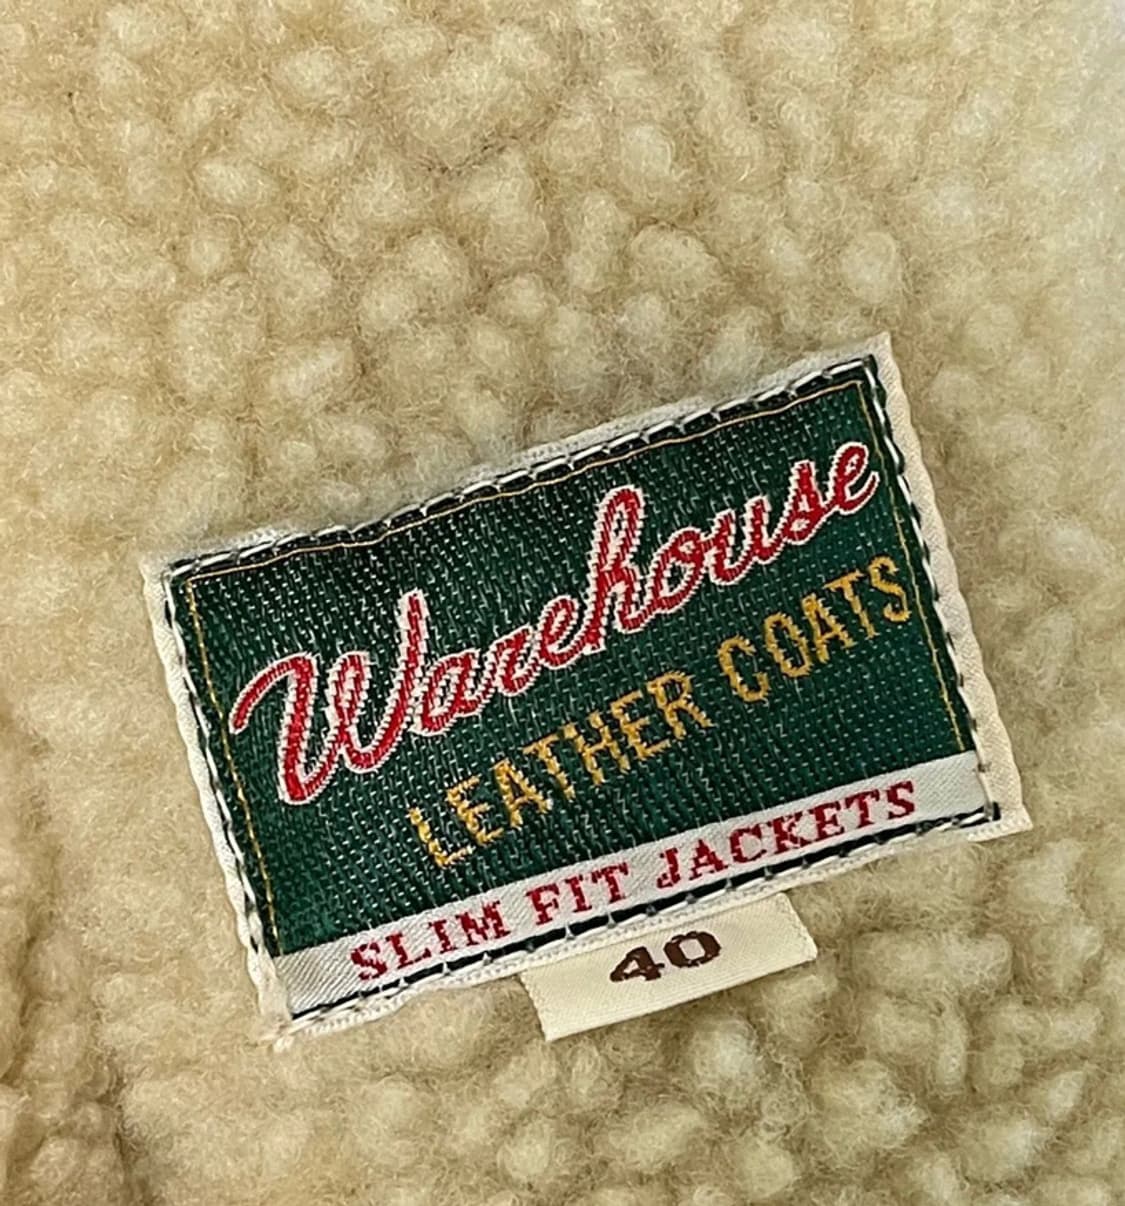 Warehouse
LEATHER COATS
SLIM FIT JACKETS
40